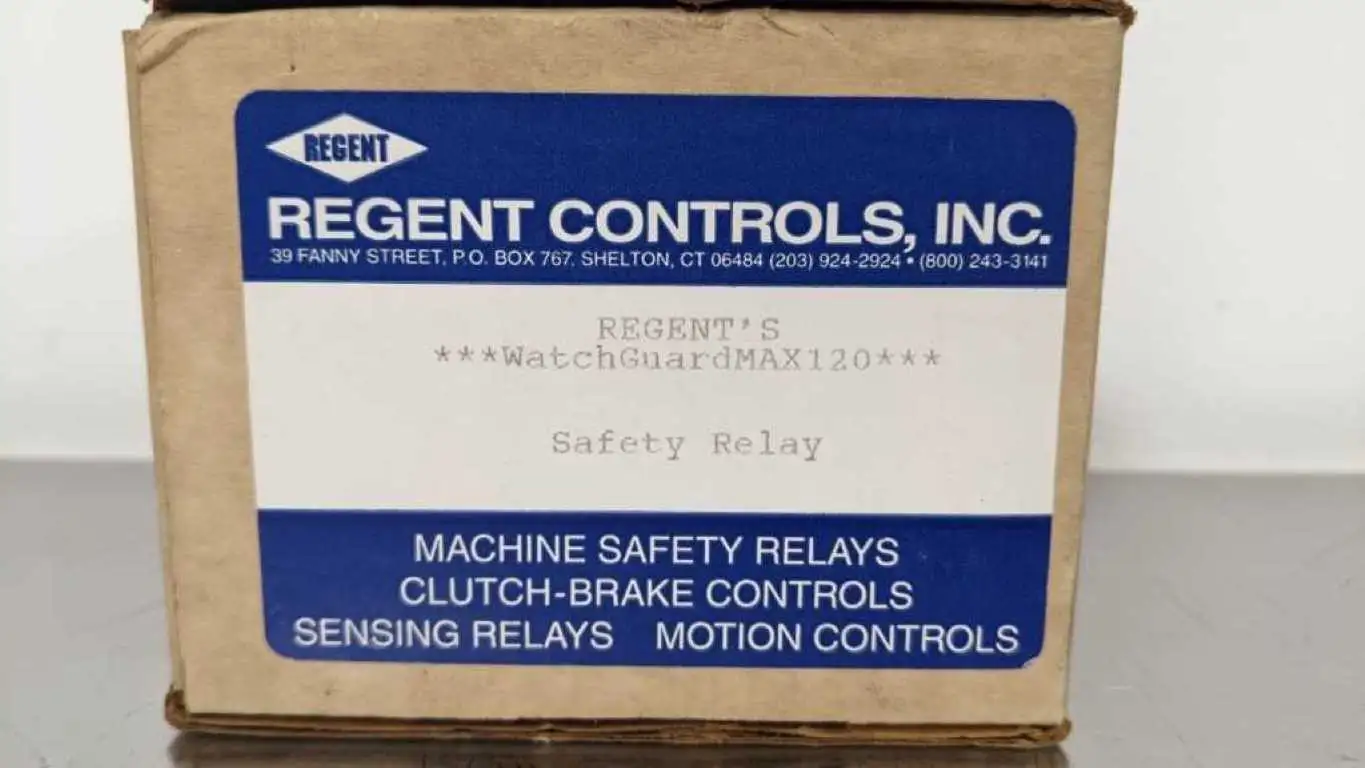 REGENT
REGENT CONTROLS, INC.
39 FANNY STREET, P.O. BOX 767, SHELTON, CT 06484 (203) 924-2924 • (800) 243-3141
REGENT'S
***WatchGuardMAX120***
Safety Relay
MACHINE SAFETY RELAYS
CLUTCH-BRAKE CONTROLS
SENSING RELAYS MOTION CONTROLS